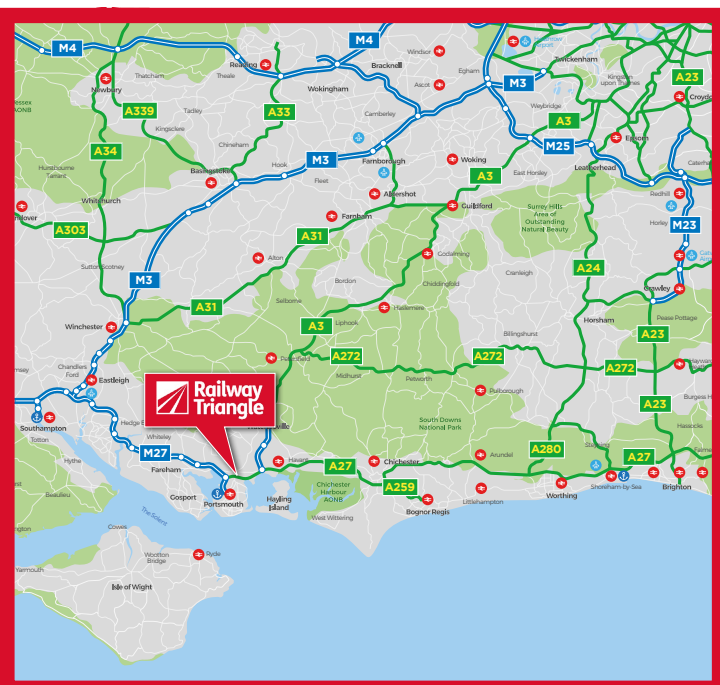 M4
M4
Windsor
Twickenham
Reading
Bracknell
Egham
Thatcham
Theale
M3
Kingston
upon Thames
A23
Newbury
Wokingham
Ascot
Croydo
A339
Tadley
A33
Camberley
Weybridge
A3
Kingsclere
Epsom
A34
Chineham
M25
Hurstbourne
Tarrant
Hook
M3
Farnborough
Woking
Leatherhead
Caterha
Basingstoke
Fleet
A3
East Horsley
Whitchurch
Aldershot
Redhill
dover
Guildford
Surrey Hills
Area of
Outstanding
Natural Beauty
Horley
M23
A303
Farnham
A31
Sutton Scotney
Alton
Godalming
A24
M3
Bordon
Chiddingfold
Cranleigh
Crawley
A31
Selborne
Haslemere
Pease Pottage
Winchester
A3
Liphook
Horsham
A23
Billingshurst
Petersfield
A272
A272
A272
Haywar
msey
Chandlers
Ford
Midhurst
Petworth
Eastleigh
Railway
Triangle
Pulborough
Burgess H
A23
Southampton
South Downs
National Park
Hassocks
Totton
Whiteley
A280
Hythe
M27
Havant
A27
Chichester
Arundel
A27
Fareham
Chichester
Harbour
AONB
A259
Worthing
Shoreham-by-Sea
Brighton
Beaulieu
Gosport
Portsmouth
Hayling
Island
Littlehampton
Bognor Regis
West Wittering
The Solent
Cowes
ngton
Wootton
Bridge
Ryde
Yarmouth
Isle of Wight